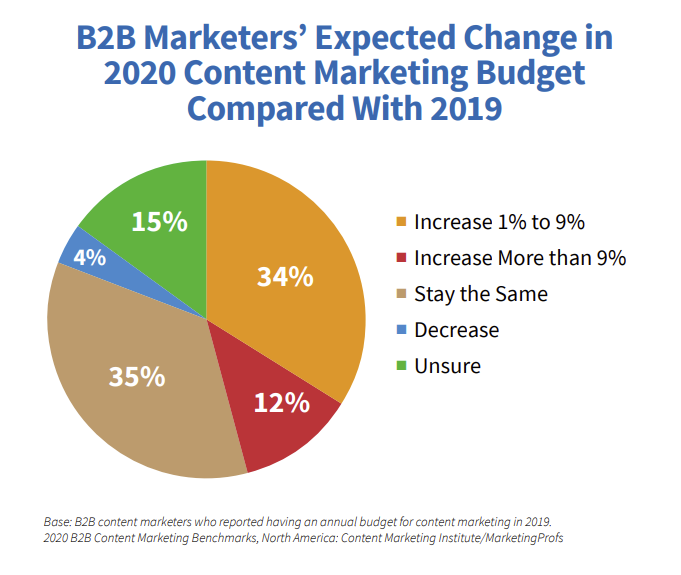 B2B Marketers’ Expected Change in
2020 Content Marketing Budget
Compared With 2019
15%
4%
34%
35%
12%
Increase 1% to 9%
Increase More than 9%
Stay the Same
Decrease
Unsure
Base: B2B content marketers who reported having an annual budget for content marketing in 2019.
2020 B2B Content Marketing Benchmarks, North America: Content Marketing Institute/MarketingProfs